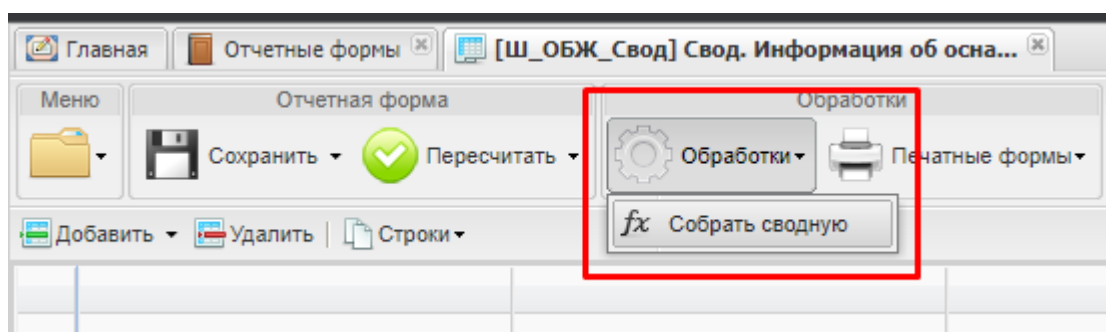 Главная Отчетные формы [Ш_ОБЖ_Свод] Свод. Информация об осна...
Меню Отчетная форма Обработки
Сохранить Пересчитать Обработки Печатные формы
fx Собрать сводную
Добавить Удалить Строки